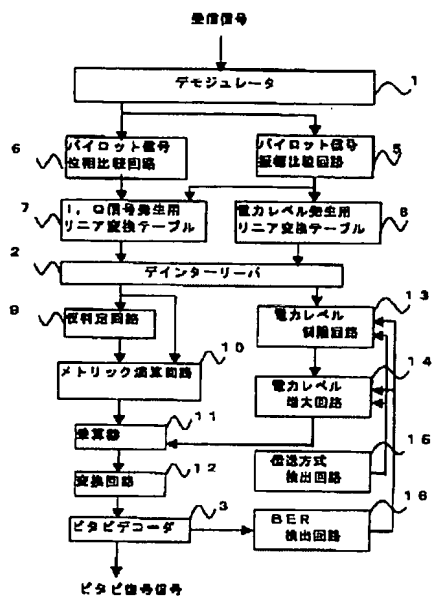 受信信号
デモジュレータ
1
6
パイロット信号
位相比較回路
パイロット信号
振幅比較回路
5
7
I,Q信号発生用
リニア変換テーブル
電力レベル発生用
リニア変換テーブル
8
2
デインターリーバ
9
仮判定回路
電力レベル
制限回路
13
メトリック演算回路
10
電力レベル
増大回路
14
乗算器
11
伝送方式
検出回路
15
変換回路
12
ビタビデコーダ
3
BER
検出回路
16
ビタビ信号信号